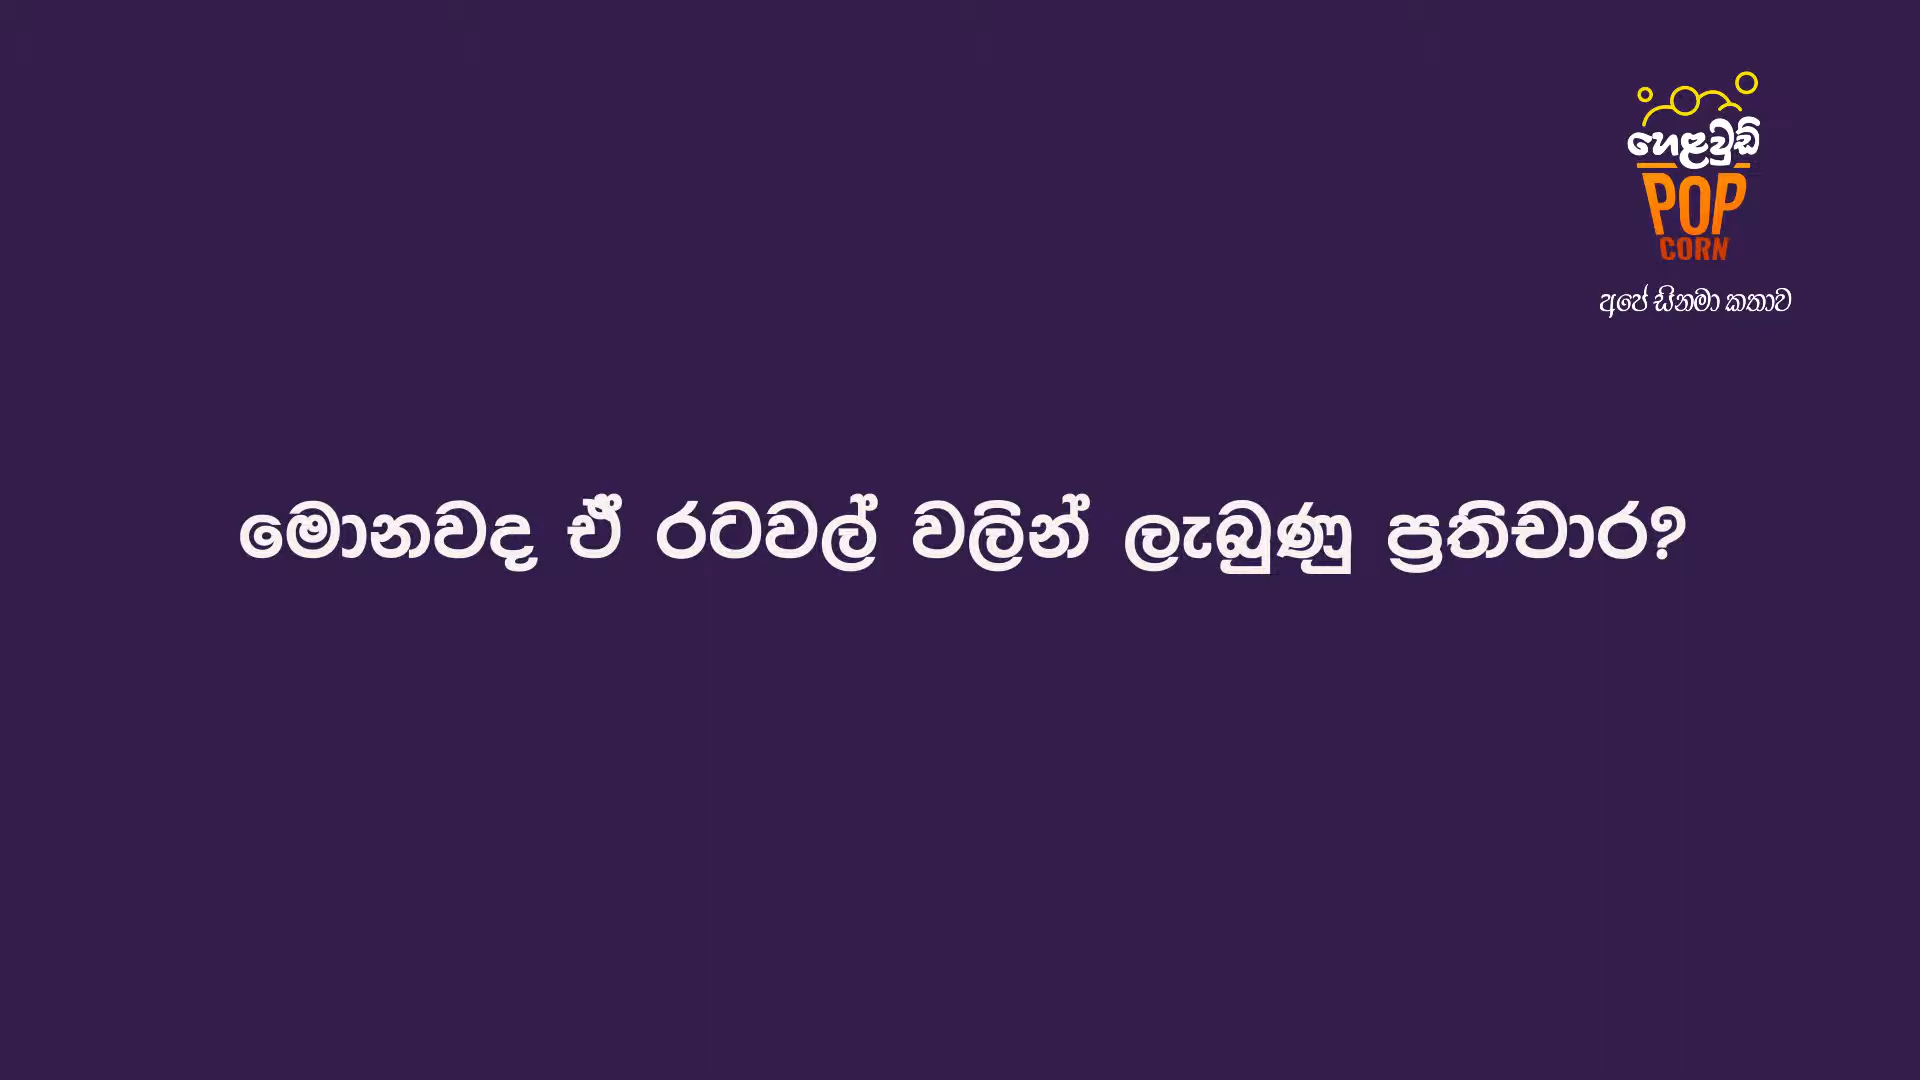 හෙළවුඩ්
POP
CORN
අපේ සිනමා කතාව
මොනවද ඒ රටවල් වලින් ලැබුණු ප්‍රතිචාර?